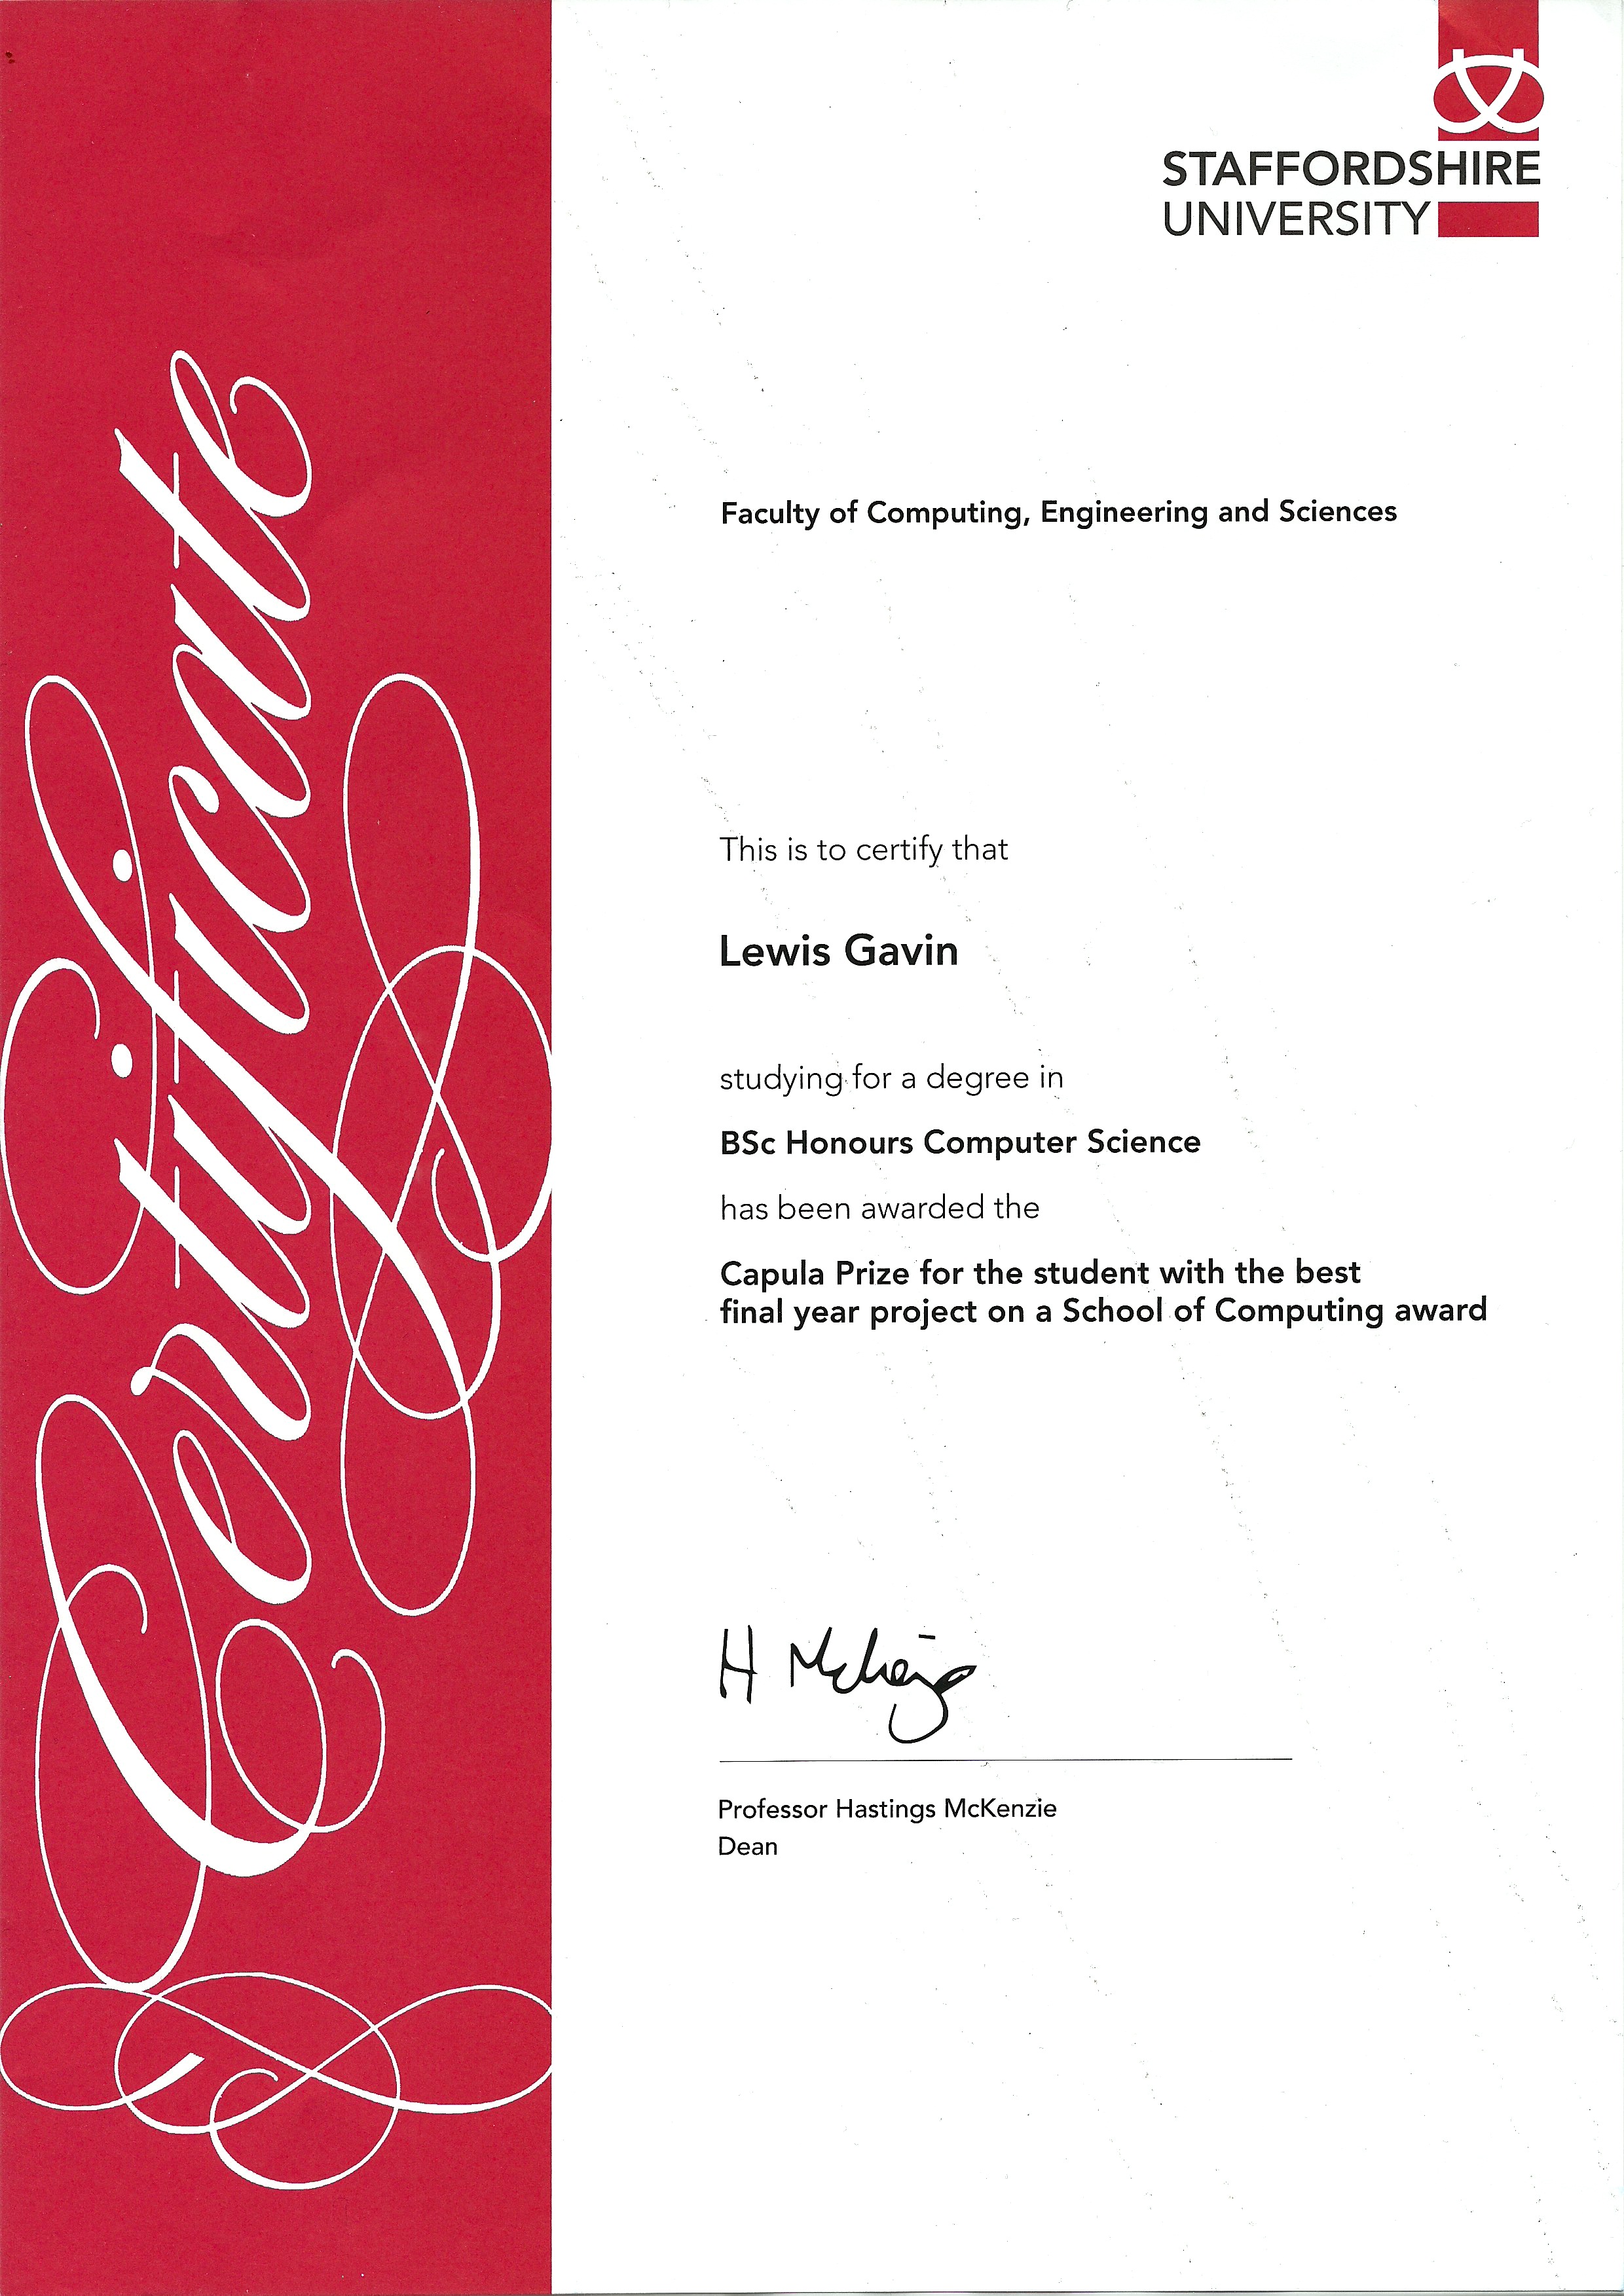 STAFFORDSHIRE
UNIVERSITY
Certificate
Faculty of Computing, Engineering and Sciences
This is to certify that
Lewis Gavin
studying for a degree in
BSc Honours Computer Science
has been awarded the
Capula Prize for the student with the best
final year project on a School of Computing award
H McKenzie
Professor Hastings McKenzie
Dean